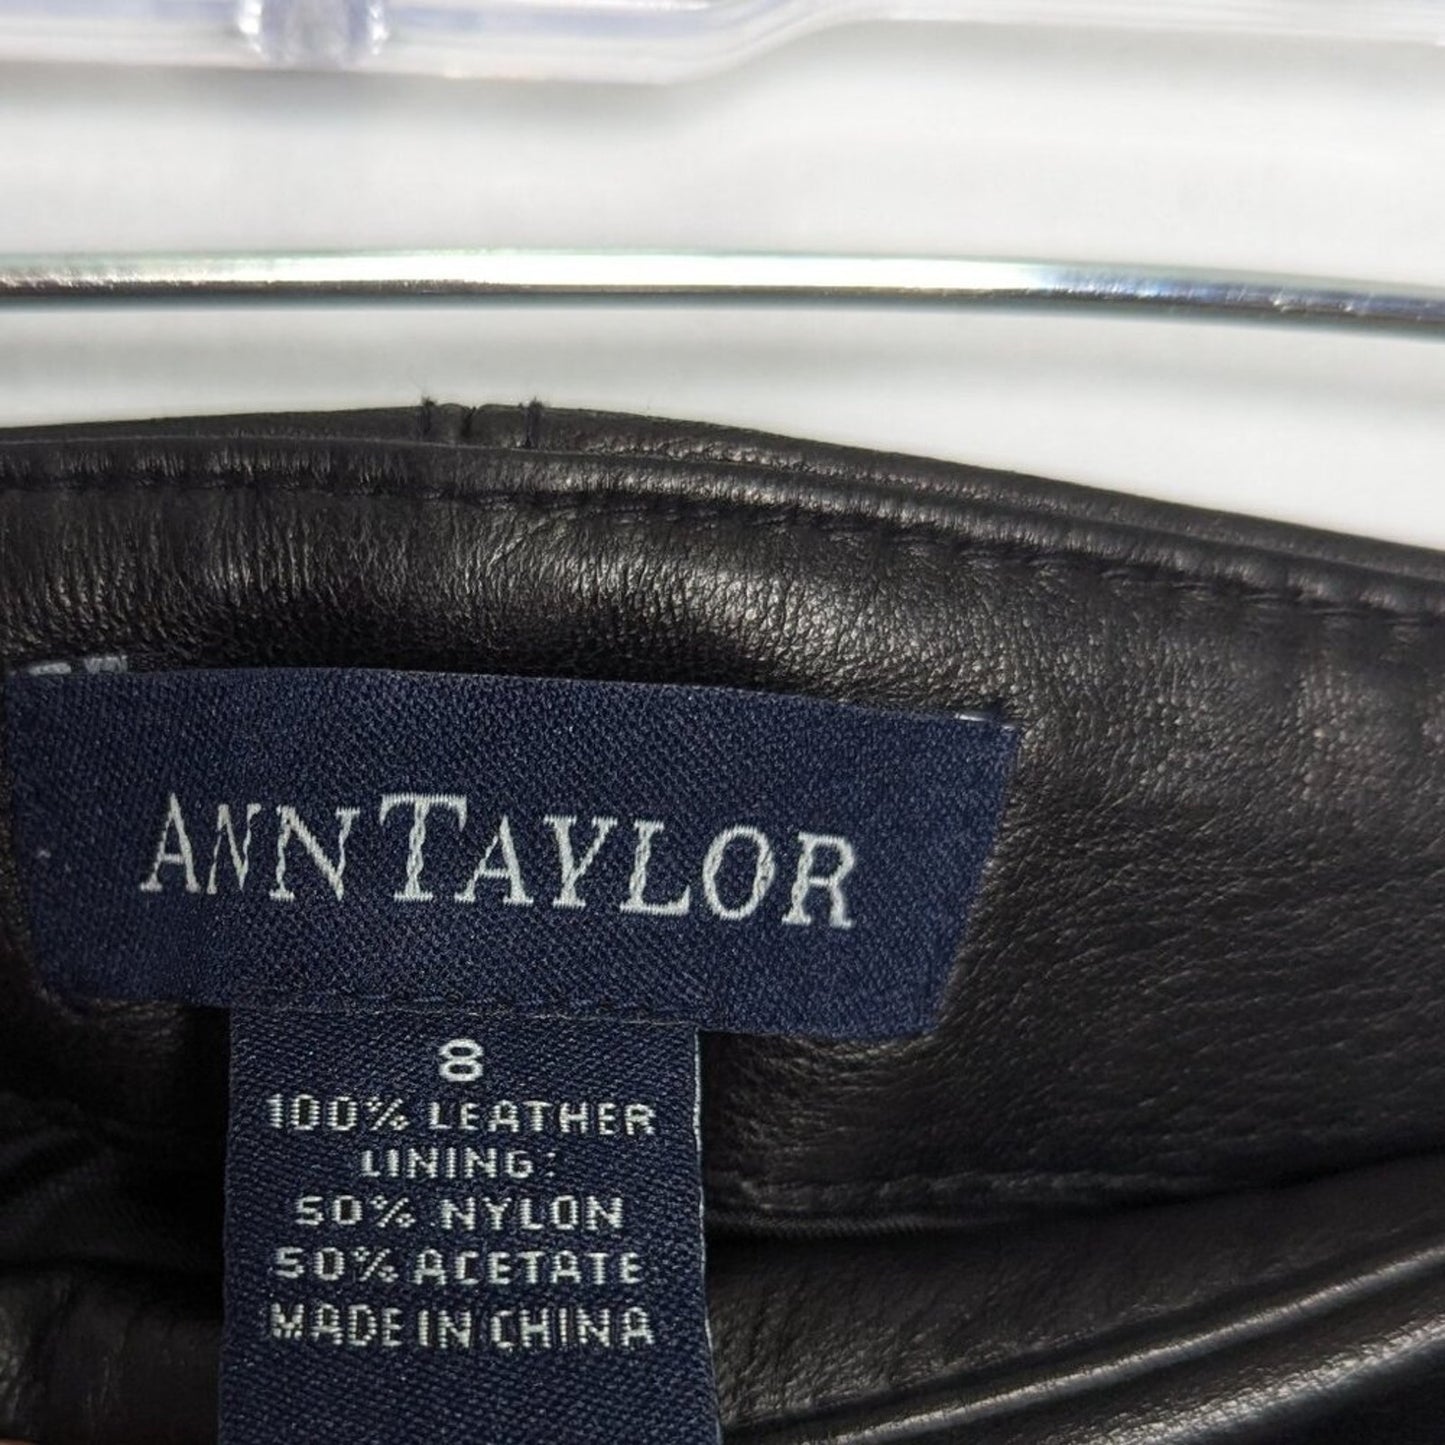 ANNTAYLOR
8
100% LEATHER
LINING:
50% NYLON
50% ACETATE
MADE IN CHINA